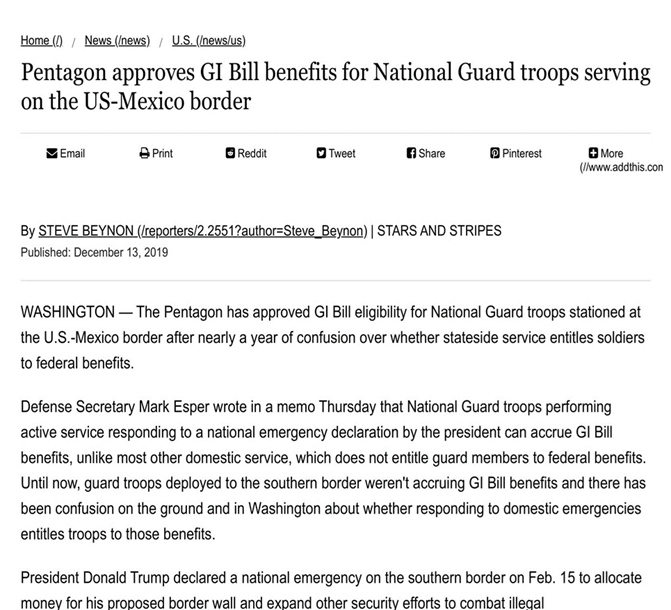 Home (/) / News (/news) / U.S. (/news/us)
Pentagon approves GI Bill benefits for National Guard troops serving
on the US-Mexico border
Email Print Reddit Tweet Share Pinterest More
(//www.addthis.con
By STEVE BEYNON (/reporters/2.2551?author=Steve_Beynon) | STARS AND STRIPES
Published: December 13, 2019
WASHINGTON — The Pentagon has approved GI Bill eligibility for National Guard troops stationed at
the U.S.-Mexico border after nearly a year of confusion over whether stateside service entitles soldiers
to federal benefits.
Defense Secretary Mark Esper wrote in a memo Thursday that National Guard troops performing
active service responding to a national emergency declaration by the president can accrue GI Bill
benefits, unlike most other domestic service, which does not entitle guard members to federal benefits.
Until now, guard troops deployed to the southern border weren't accruing GI Bill benefits and there has
been confusion on the ground and in Washington about whether responding to domestic emergencies
entitles troops to those benefits.
President Donald Trump declared a national emergency on the southern border on Feb. 15 to allocate
money for his proposed border wall and expand other security efforts to combat illegal